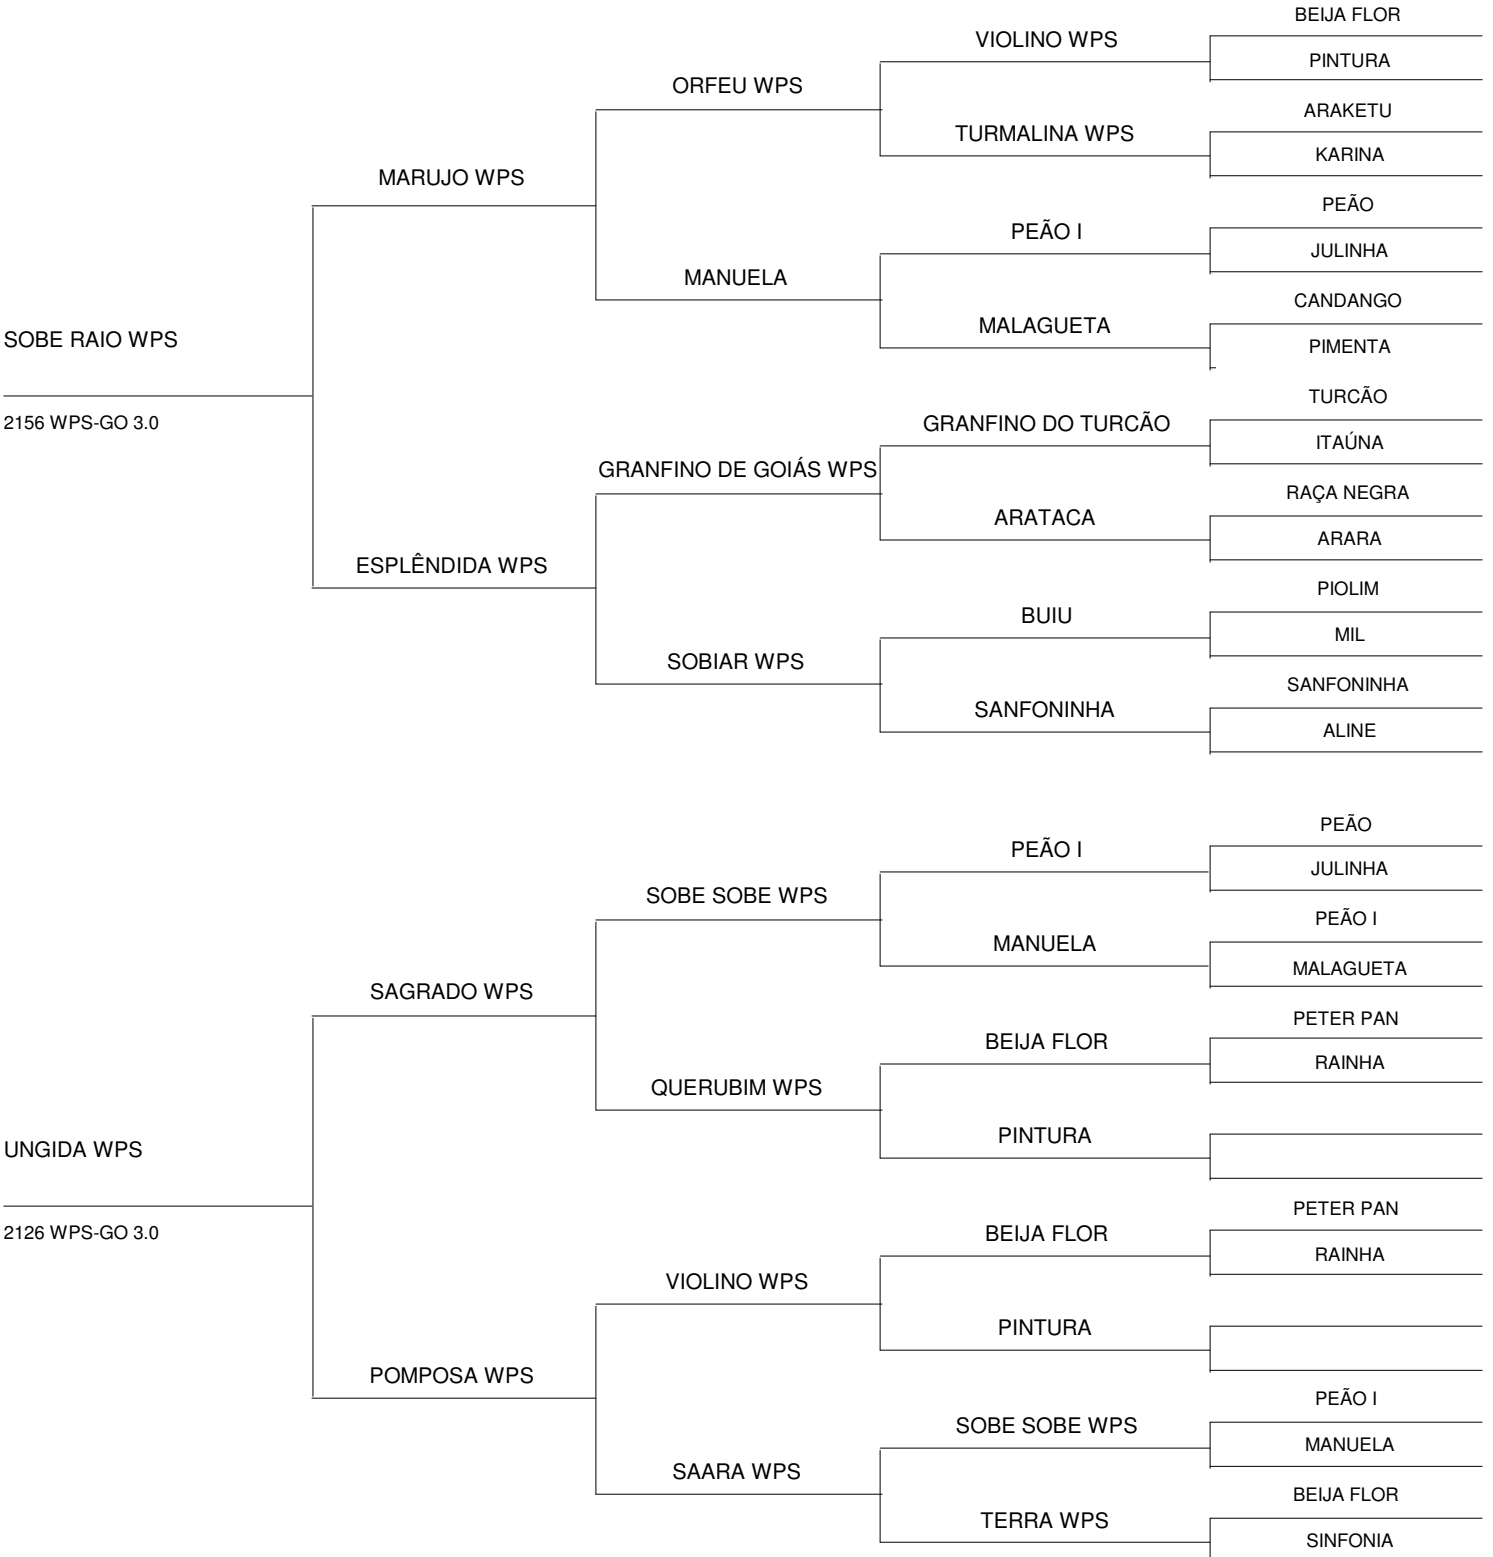 BEIJA FLOR
VIOLINO WPS
PINTURA
ORFEU WPS
ARAKETU
TURMALINA WPS
KARINA
MARUJO WPS
PEÃO
PEÃO I
JULINHA
MANUELA
CANDANGO
MALAGUETA
SOBE RAIO WPS
PIMENTA
TURCÃO
2156 WPS-GO 3.0
GRANFINO DO TURCÃO
ITAÚNA
GRANFINO DE GOIÁS WPS
RAÇA NEGRA
ARATACA
ARARA
ESPLÊNDIDA WPS
PIOLIM
BUIU
MIL
SOBIAR WPS
SANFONINHA
SANFONINHA
ALINE
PEÃO
PEÃO I
JULINHA
SOBE SOBE WPS
PEÃO I
MANUELA
MALAGUETA
SAGRADO WPS
PETER PAN
BEIJA FLOR
RAINHA
QUERUBIM WPS
PINTURA
UNGIDA WPS
PETER PAN
2126 WPS-GO 3.0
BEIJA FLOR
RAINHA
VIOLINO WPS
PINTURA
POMPOSA WPS
PEÃO I
SOBE SOBE WPS
MANUELA
SAARA WPS
BEIJA FLOR
TERRA WPS
SINFONIA